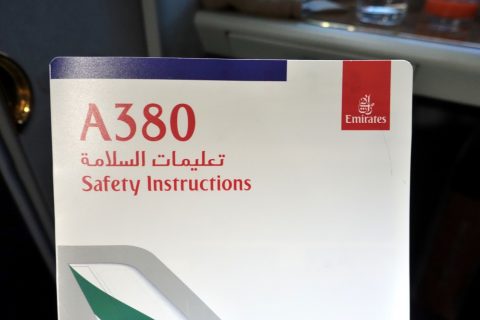 A380
تعليمات السلامة
Safety Instructions
Emirates